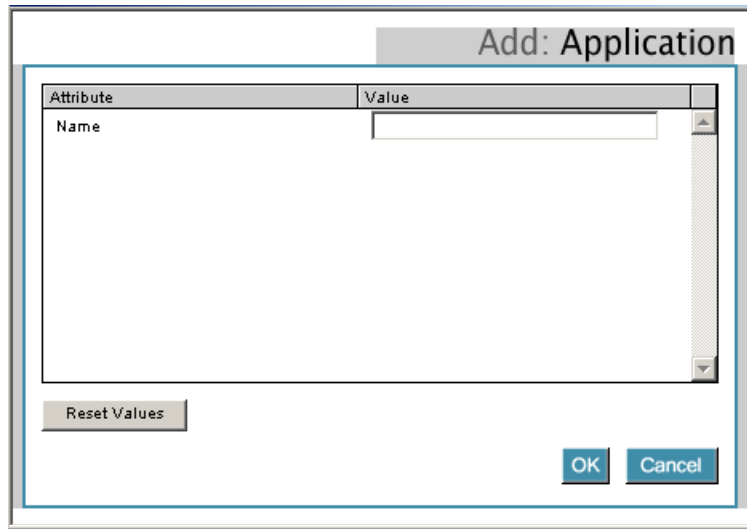 Add: Application
Attribute Value
Name
Reset Values
OK Cancel